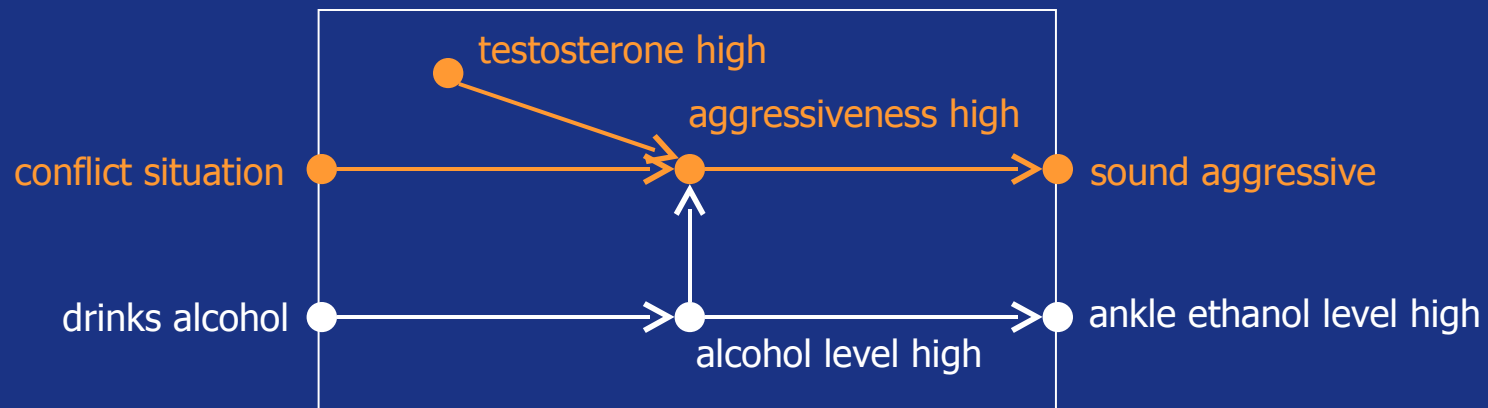 testosterone high
aggressiveness high
conflict situation
sound aggressive
drinks alcohol
ankle ethanol level high
alcohol level high